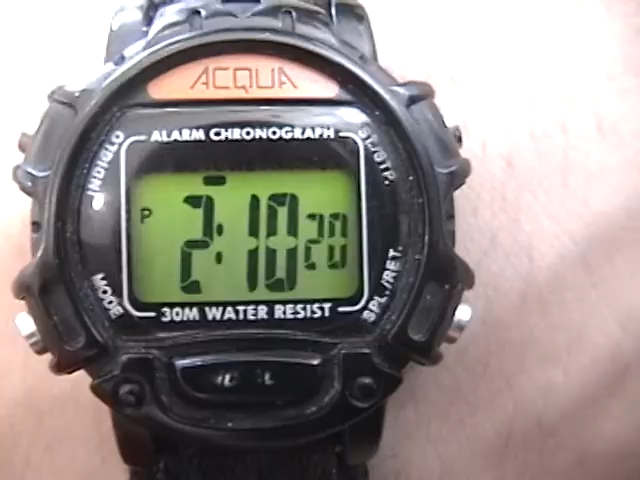 ACQUA
INDIGLO
ALARM CHRONOGRAPH
ST./STP.
P 2:10 20
MODE
30M WATER RESIST
SPL./RET.